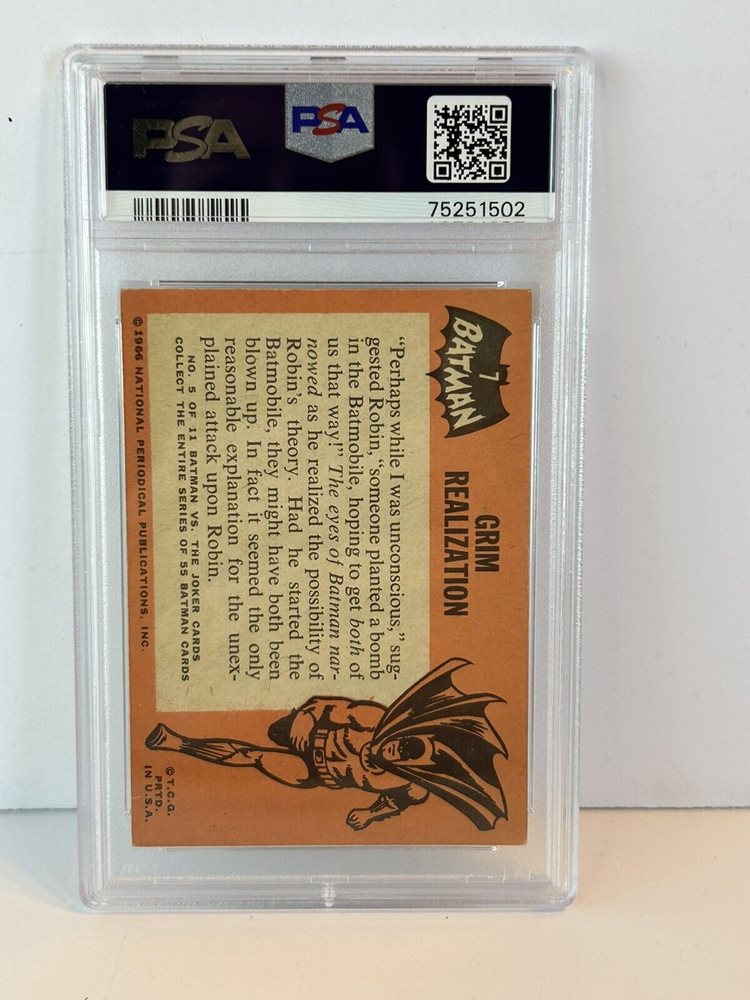 PSA
PSA
75251502
7
BATMAN
GRIM
REALIZATION
"Perhaps while I was unconscious," sug-
gested Robin, "someone planted a bomb
in the Batmobile, hoping to get both of
us that way!" The eyes of Batman nar-
nowed as he realized the possibility of
Robin's theory. Had he started the
Batmobile, they might have both been
blown up. In fact it seemed the only
reasonable explanation for the unex-
plained attack upon Robin.
NO. 5 OF 11 BATMAN VS. THE JOKER CARDS
COLLECT THE ENTIRE SERIES OF 55 BATMAN CARDS
© 1966 NATIONAL PERIODICAL PUBLICATIONS, INC.
© T.C.G.
PRTD.
IN U.S.A.